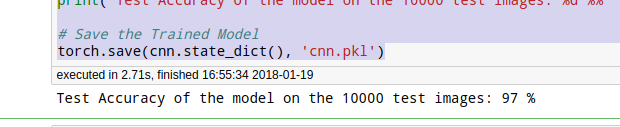 print('Test Accuracy of the model on the 10000 test images: %d %%'
# Save the Trained Model
torch.save(cnn.state_dict(), 'cnn.pkl')
executed in 2.71s, finished 16:55:34 2018-01-19
Test Accuracy of the model on the 10000 test images: 97 %